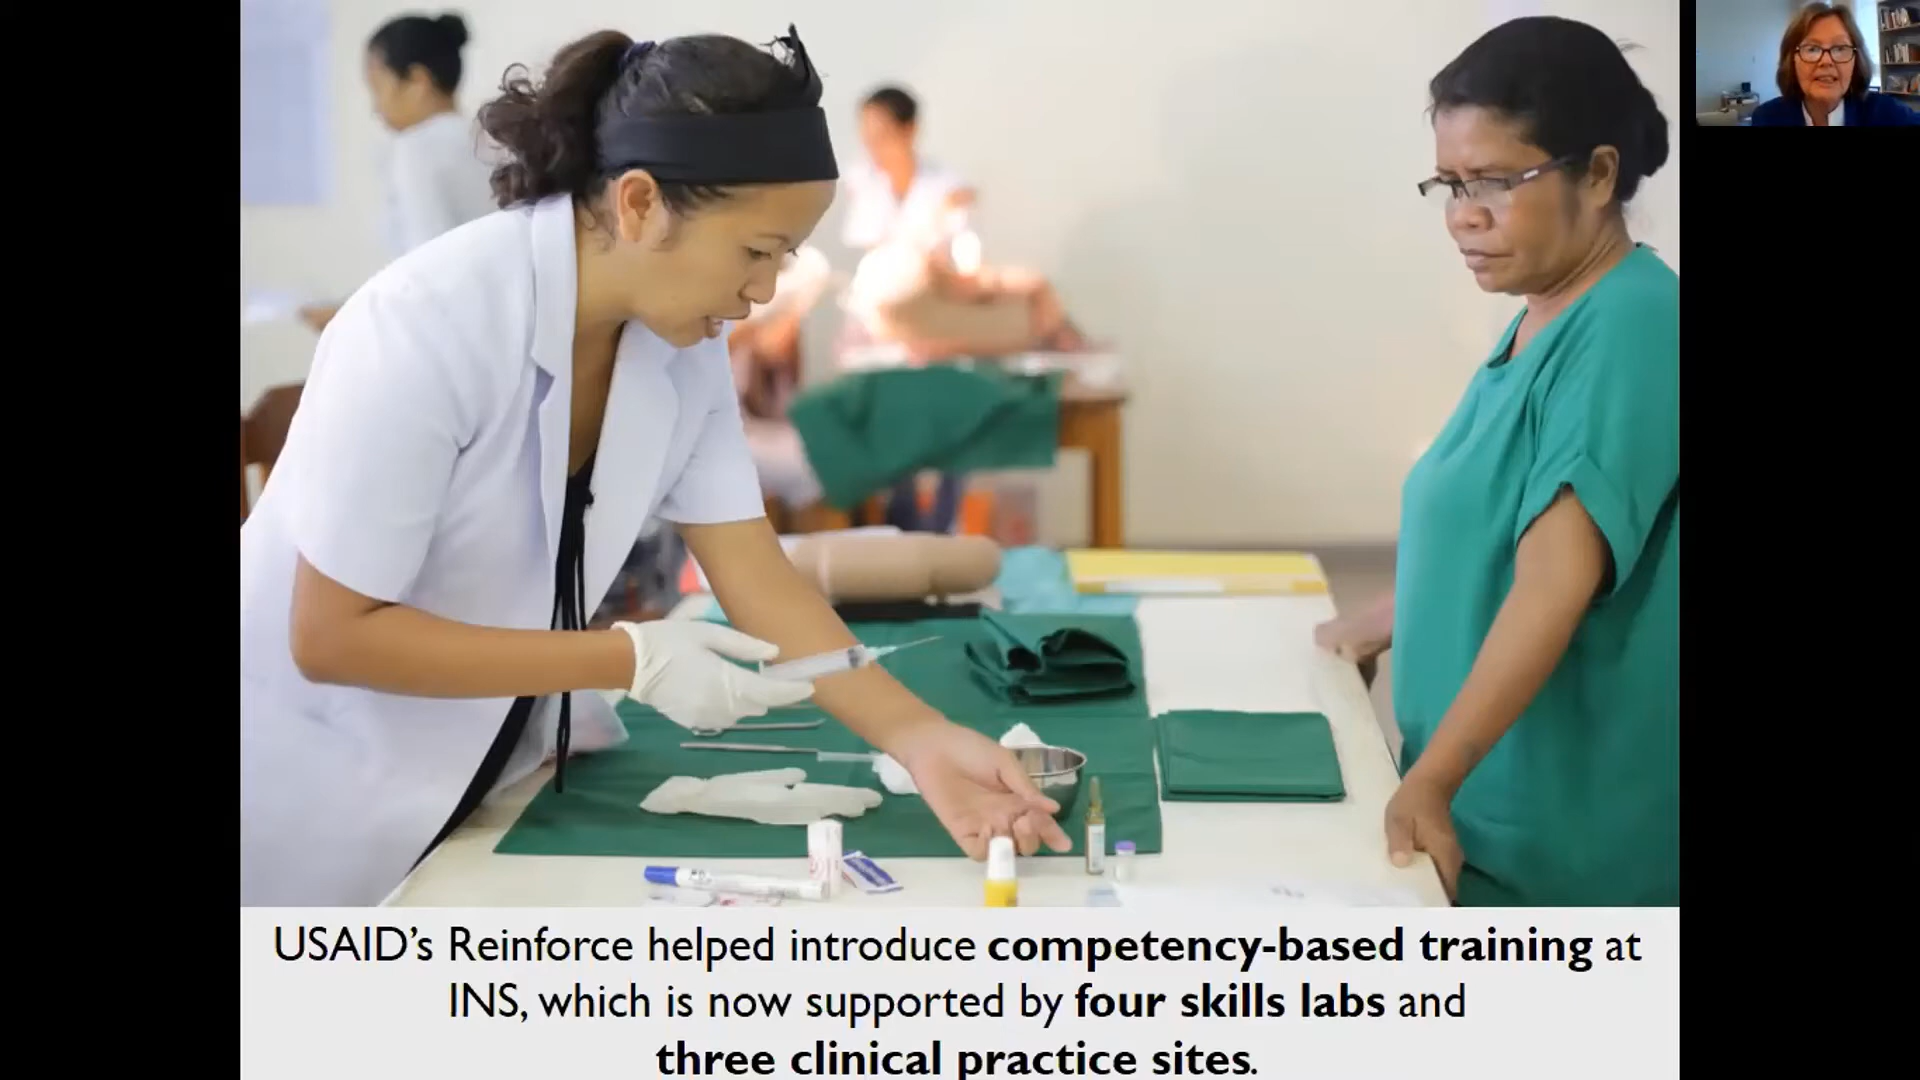 USAID’s Reinforce helped introduce competency-based training at
INS, which is now supported by four skills labs and
three clinical practice sites.